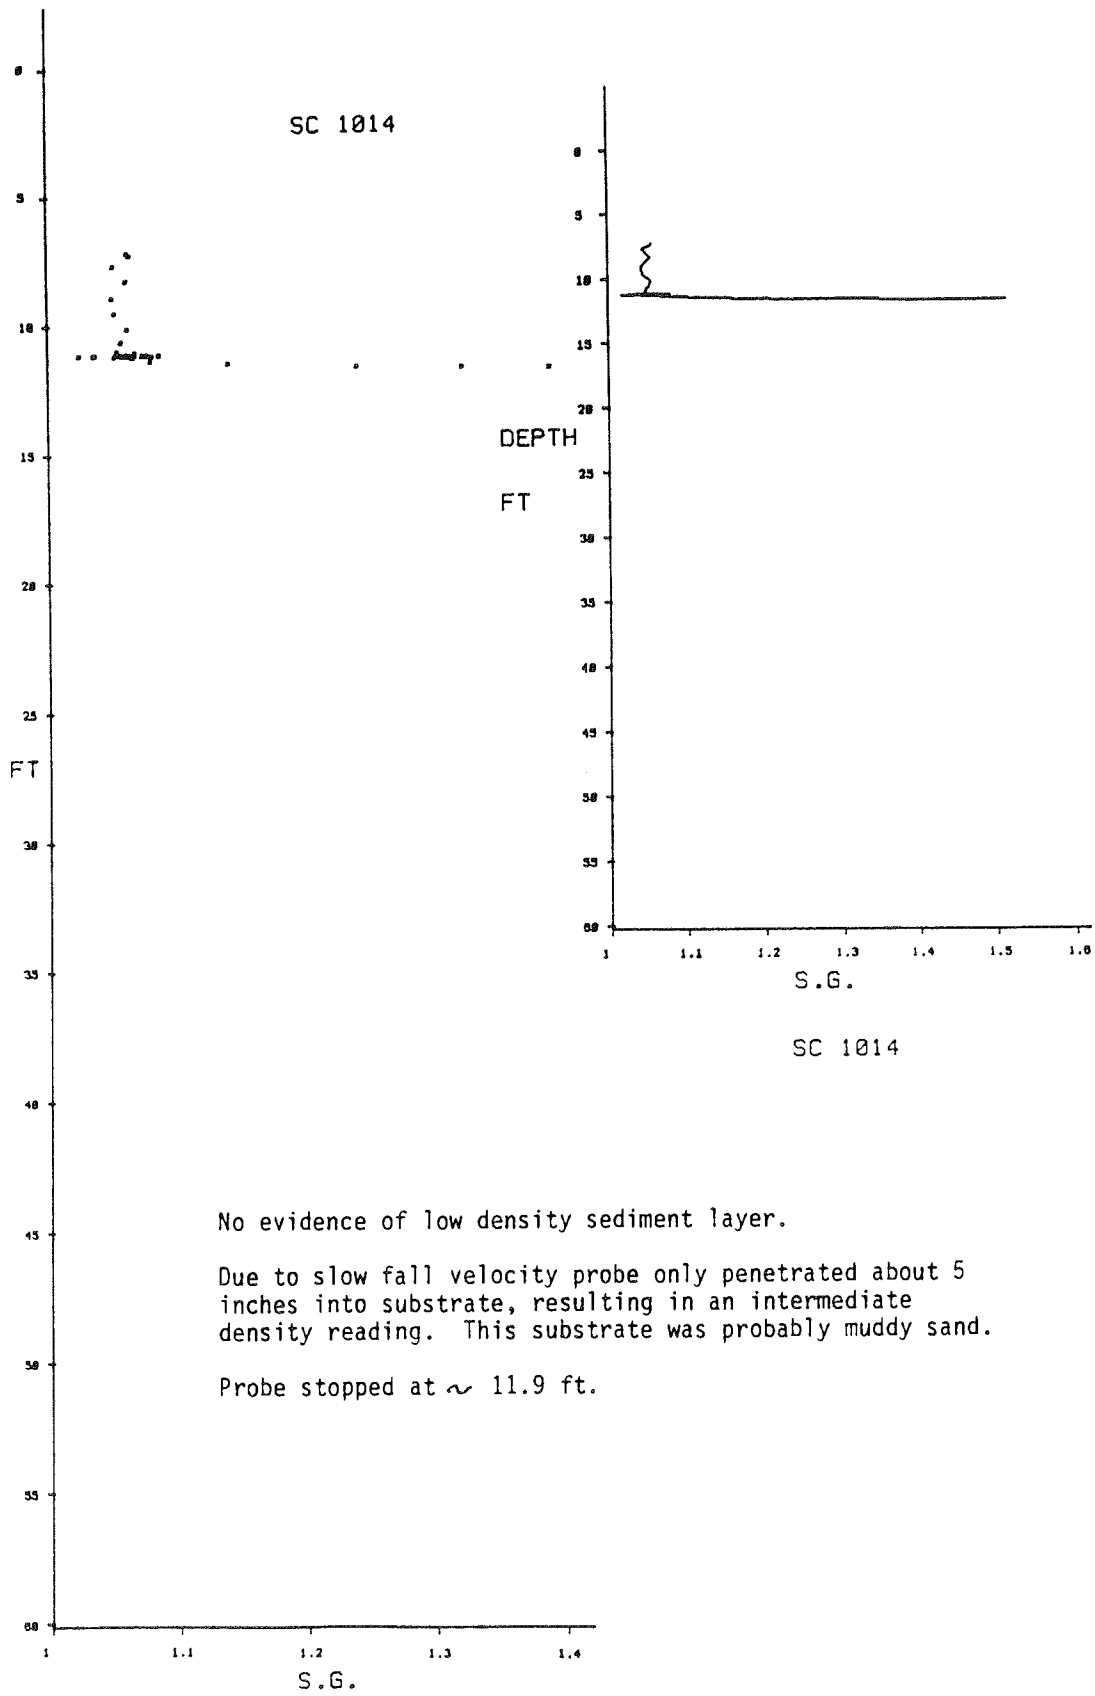 SC 1014
0
5
10
15
20
25
FT
30
35
40
45
50
55
60
1 1.1 1.2 1.3 1.4
S.G.
0
5
10
15
20
DEPTH
25
FT
30
35
40
45
50
55
60
1 1.1 1.2 1.3 1.4 1.5 1.6
S.G.
SC 1014
No evidence of low density sediment layer.
Due to slow fall velocity probe only penetrated about 5
inches into substrate, resulting in an intermediate
density reading. This substrate was probably muddy sand.
Probe stopped at ~ 11.9 ft.